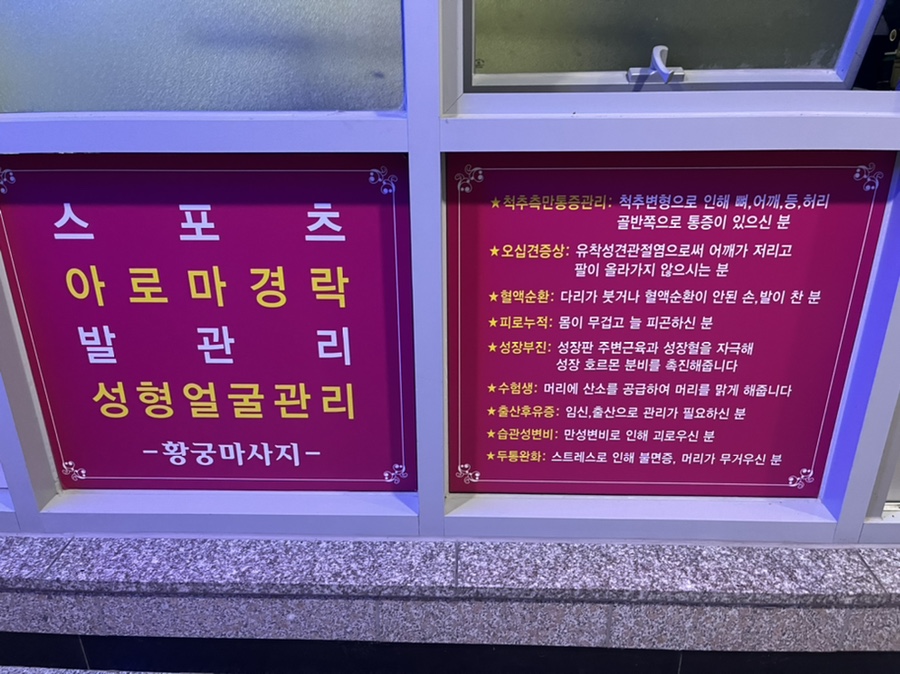 스 포 츠
아로마경락
발 관 리
성형얼굴관리
-황궁마사지-
★척추측만통증관리: 척추변형으로 인해 뼈,어깨,등,허리
골반쪽으로 통증이 있으신 분
★오십견증상: 유착성견관절염으로써 어깨가 저리고
팔이 올라가지 않으시는 분
★혈액순환: 다리가 붓거나 혈액순환이 안된 손,발이 찬 분
★피로누적: 몸이 무겁고 늘 피곤하신 분
★성장부진: 성장판 주변근육과 성장혈을 자극해
성장 호르몬 분비를 촉진해줍니다
★수험생: 머리에 산소를 공급하여 머리를 맑게 해줍니다
★출산후유증: 임신,출산으로 관리가 필요하신 분
★습관성변비: 만성변비로 인해 괴로우신 분
★두통완화: 스트레스로 인해 불면증, 머리가 무거우신 분